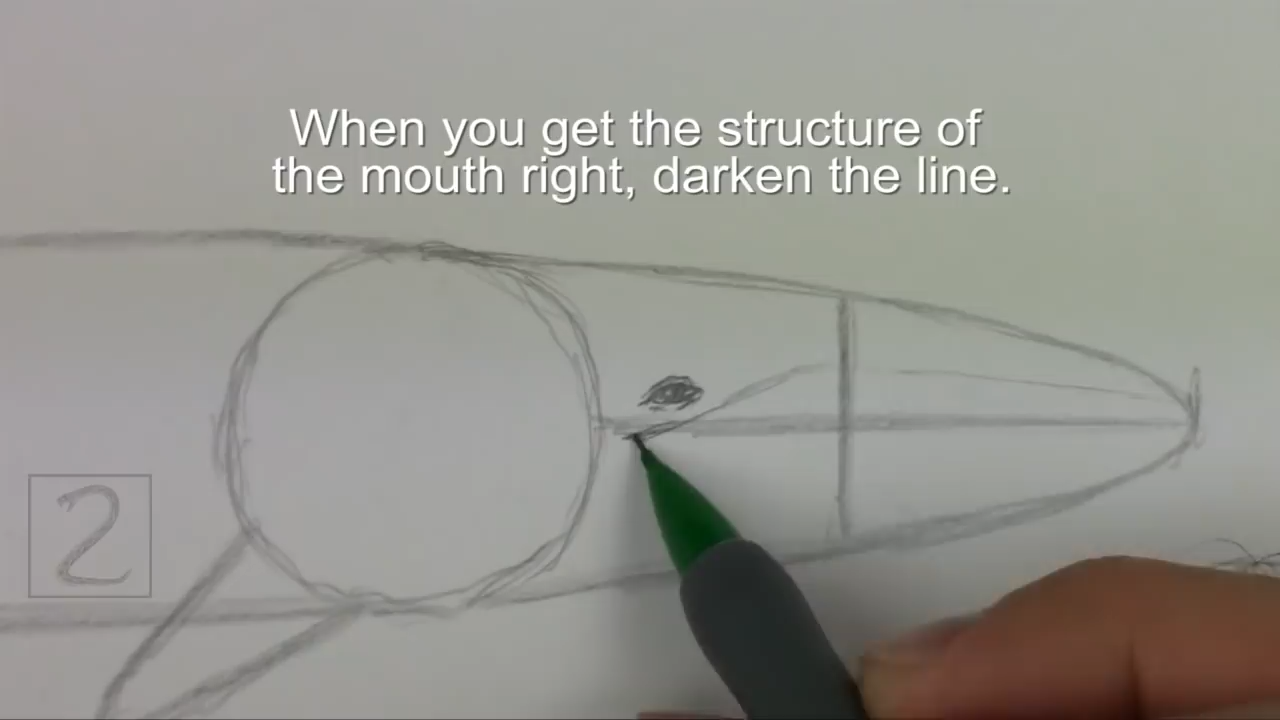 When you get the structure of
the mouth right, darken the line.
2